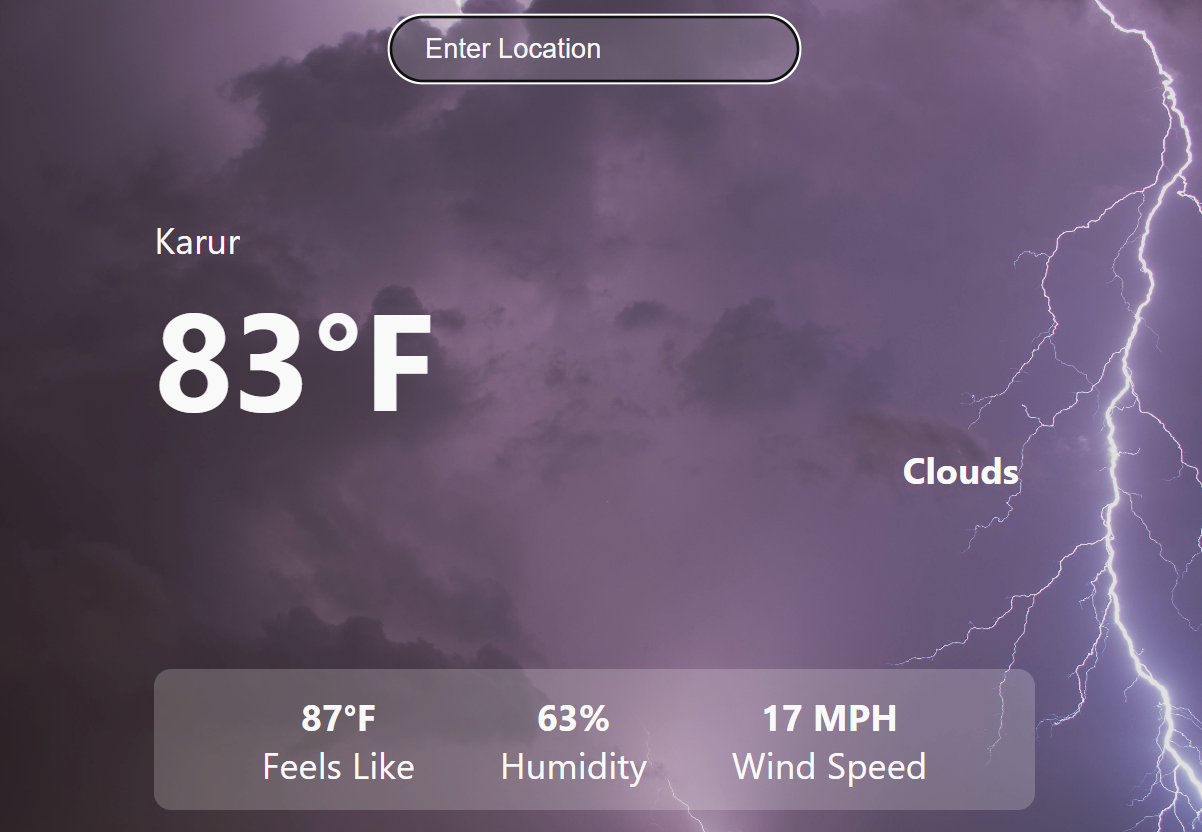 Enter Location
Karur
83°F
Clouds
87°F 63% 17 MPH
Feels Like Humidity Wind Speed